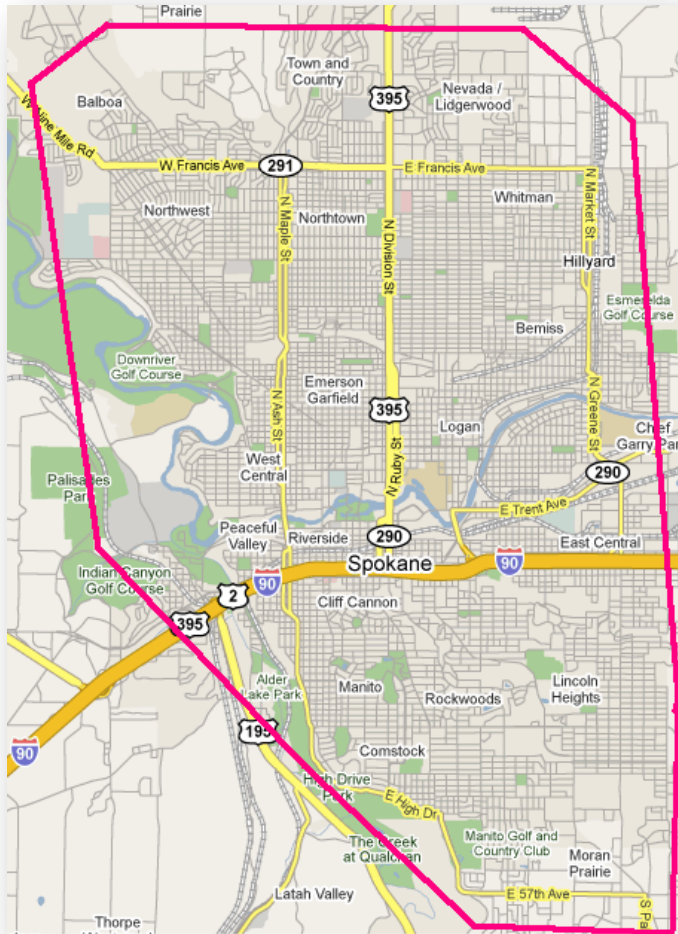 Prairie
Town and
Country
395
Nevada /
Lidgerwood
Balboa
W Nine Mile Rd
W Francis Ave
291
E Francis Ave
Whitman
N Market St
Northwest
N Maple St
Northtown
N Division St
Hillyard
Esmerelda
Golf Course
Bemiss
Downriver
Golf Course
Emerson
Garfield
N Ash St
395
N Greene St
Logan
Chief
Garry Par
West
Central
N Ruby St
290
Palisades
Park
E Trent Ave
Peaceful
Valley
Riverside
290
East Central
Spokane
90
90
Indian Canyon
Golf Course
2
Cliff Cannon
395
Alder
Lake Park
Manito
Rockwoods
Lincoln
Heights
195
90
Comstock
High Drive
Park
E High Dr
The Creek
at Qualchan
Manito Golf and
Country Club
Moran
Prairie
Latah Valley
E 57th Ave
S Pa
Thorpe